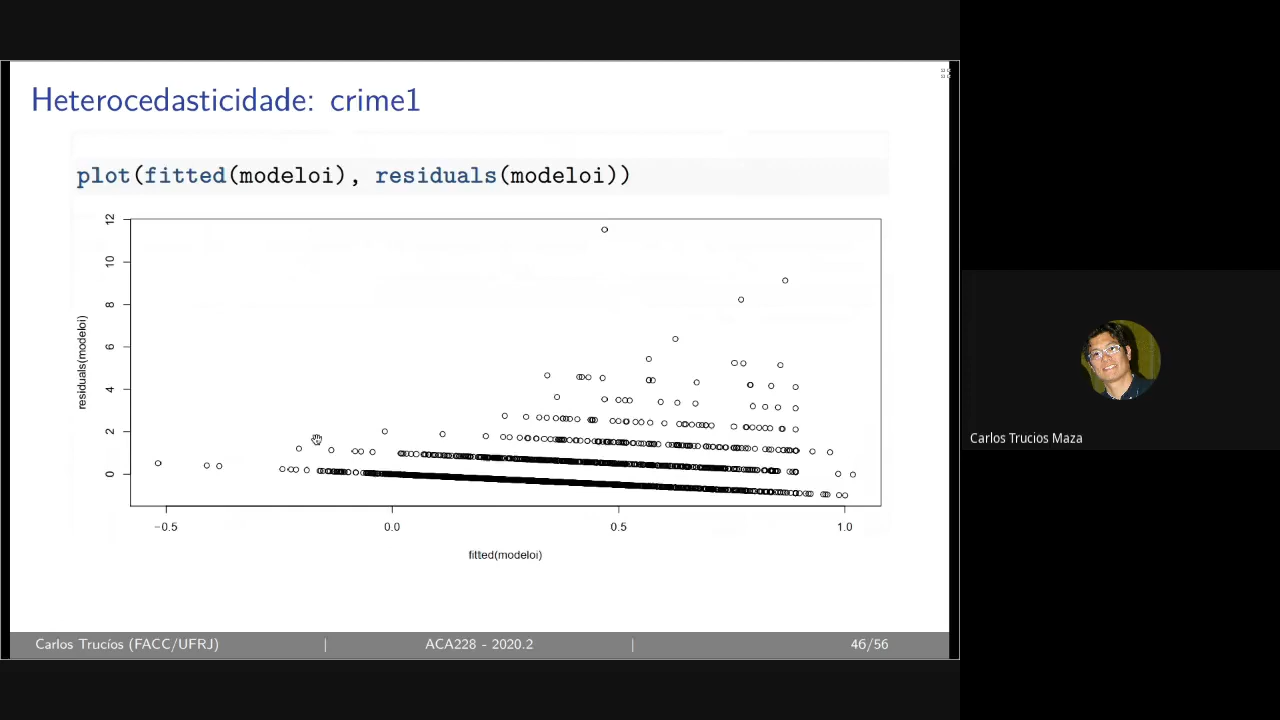 Heterocedasticidade: crime1
plot(fitted(modeloi), residuals(modeloi))
12
10
8
6
4
2
0
residuals(modeloi)
−0.5
0.0
0.5
1.0
fitted(modeloi)
Carlos Trucíos (FACC/UFRJ) | ACA228 - 2020.2 | 46/56
Carlos Trucios Maza